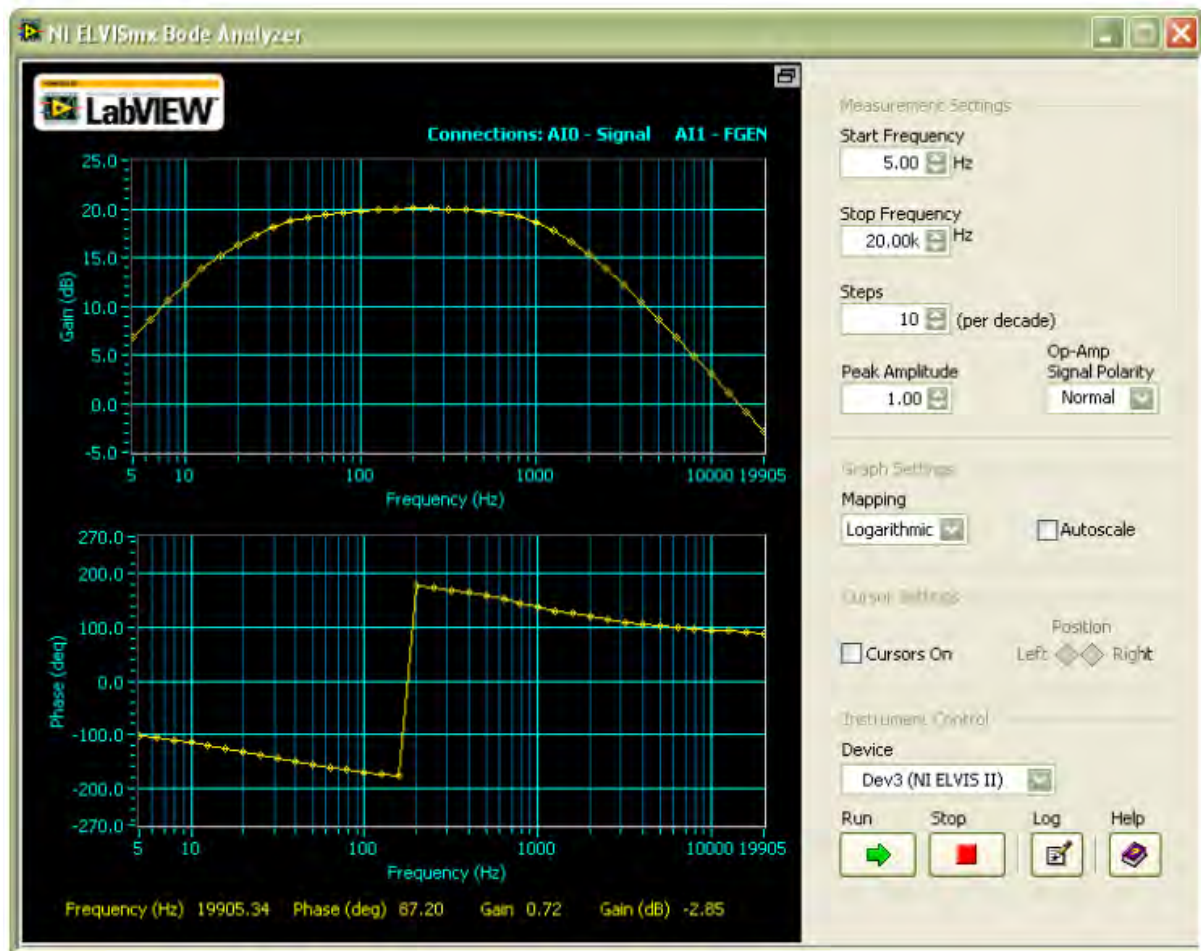 NI ELVISmx Bode Analyzer
LabVIEW
Connections: AI0 - Signal AI1 - FGEN
25.0
20.0
15.0
10.0
5.0
0.0
-5.0
Gain (dB)
5 10 100 1000 10000 19905
Frequency (Hz)
270.0
200.0
100.0
0.0
-100.0
-200.0
-270.0
Phase (deg)
5 10 100 1000 10000 19905
Frequency (Hz)
Frequency (Hz) 19905.34 Phase (deg) 87.20 Gain 0.72 Gain (dB) -2.85
Measurement Settings
Start Frequency
5.00 Hz
Stop Frequency
20.00k Hz
Steps
10 (per decade)
Peak Amplitude
1.00
Op-Amp
Signal Polarity
Normal
Graph Settings
Mapping
Logarithmic
Autoscale
Cursor Settings
Cursors On
Position
Left Right
Instrument Control
Device
Dev3 (NI ELVIS II)
Run Stop Log Help